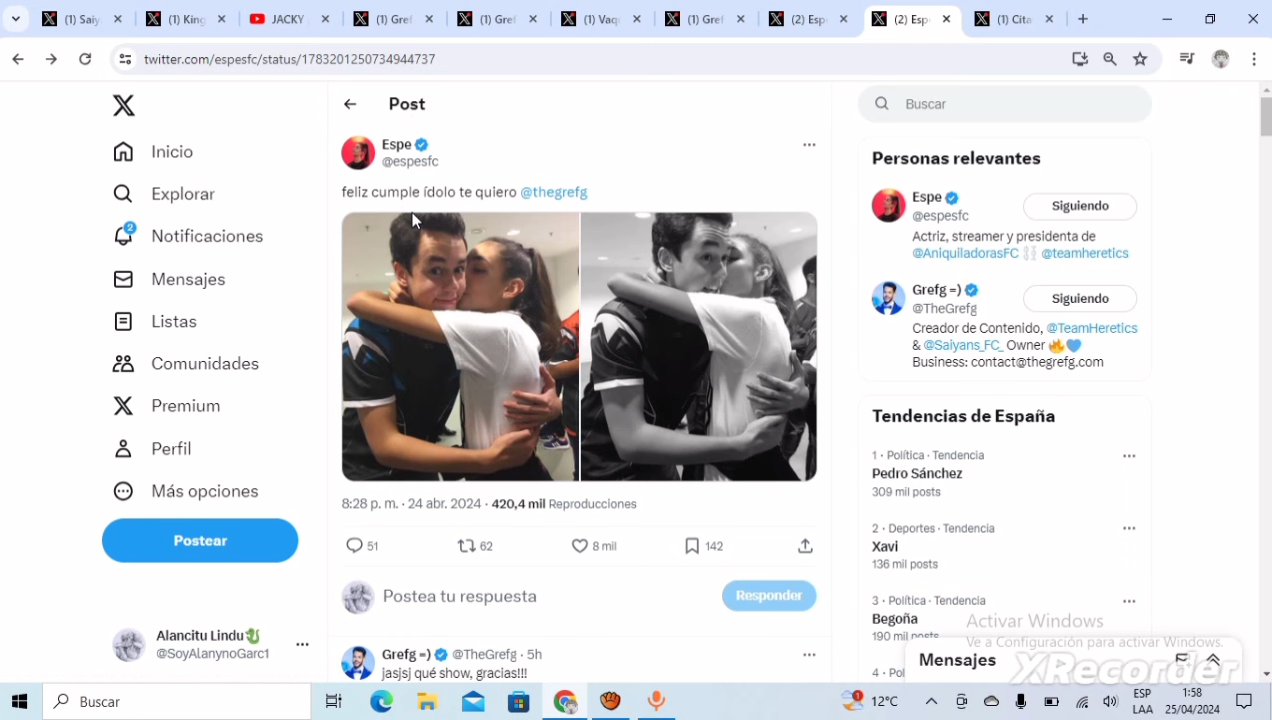 (1) Saiy
(1) King
JACKY
(1) Gref
(1) Gref
(1) Vaq
(1) Gref
(2) Esp
(2) Esp
(1) Cita
twitter.com/espesfc/status/1783201250734944737
Inicio
Explorar
2
Notificaciones
Mensajes
Listas
Comunidades
Premium
Perfil
Más opciones
Postear
Alancitu Lindu
@SoyAlanynoGarc1
Post
Espe
@espesfc
feliz cumple ídolo te quiero @thegrefg
8:28 p. m. · 24 abr. 2024 · 420,4 mil Reproducciones
51
62
8 mil
142
Postea tu respuesta
Responder
Grefg =) @TheGrefg · 5h
jasjsj qué show, gracias!!!
Buscar
Personas relevantes
Espe
@espesfc
Siguiendo
Actriz, streamer y presidenta de
@AniquiladorasFC @teamheretics
Grefg =)
@TheGrefg
Siguiendo
Creador de Contenido, @TeamHeretics
& @Saiyans_FC_ Owner
Business: contact@thegrefg.com
Tendencias de España
1 · Política · Tendencia
Pedro Sánchez
309 mil posts
2 · Deportes · Tendencia
Xavi
136 mil posts
3 · Política · Tendencia
Begoña
190 mil posts
4 · Pol
Activar Windows
Ve a Configuración para activar Windows.
Mensajes
XRecorder
Buscar
1
12°C
ESP
LAA
1:58
25/04/2024